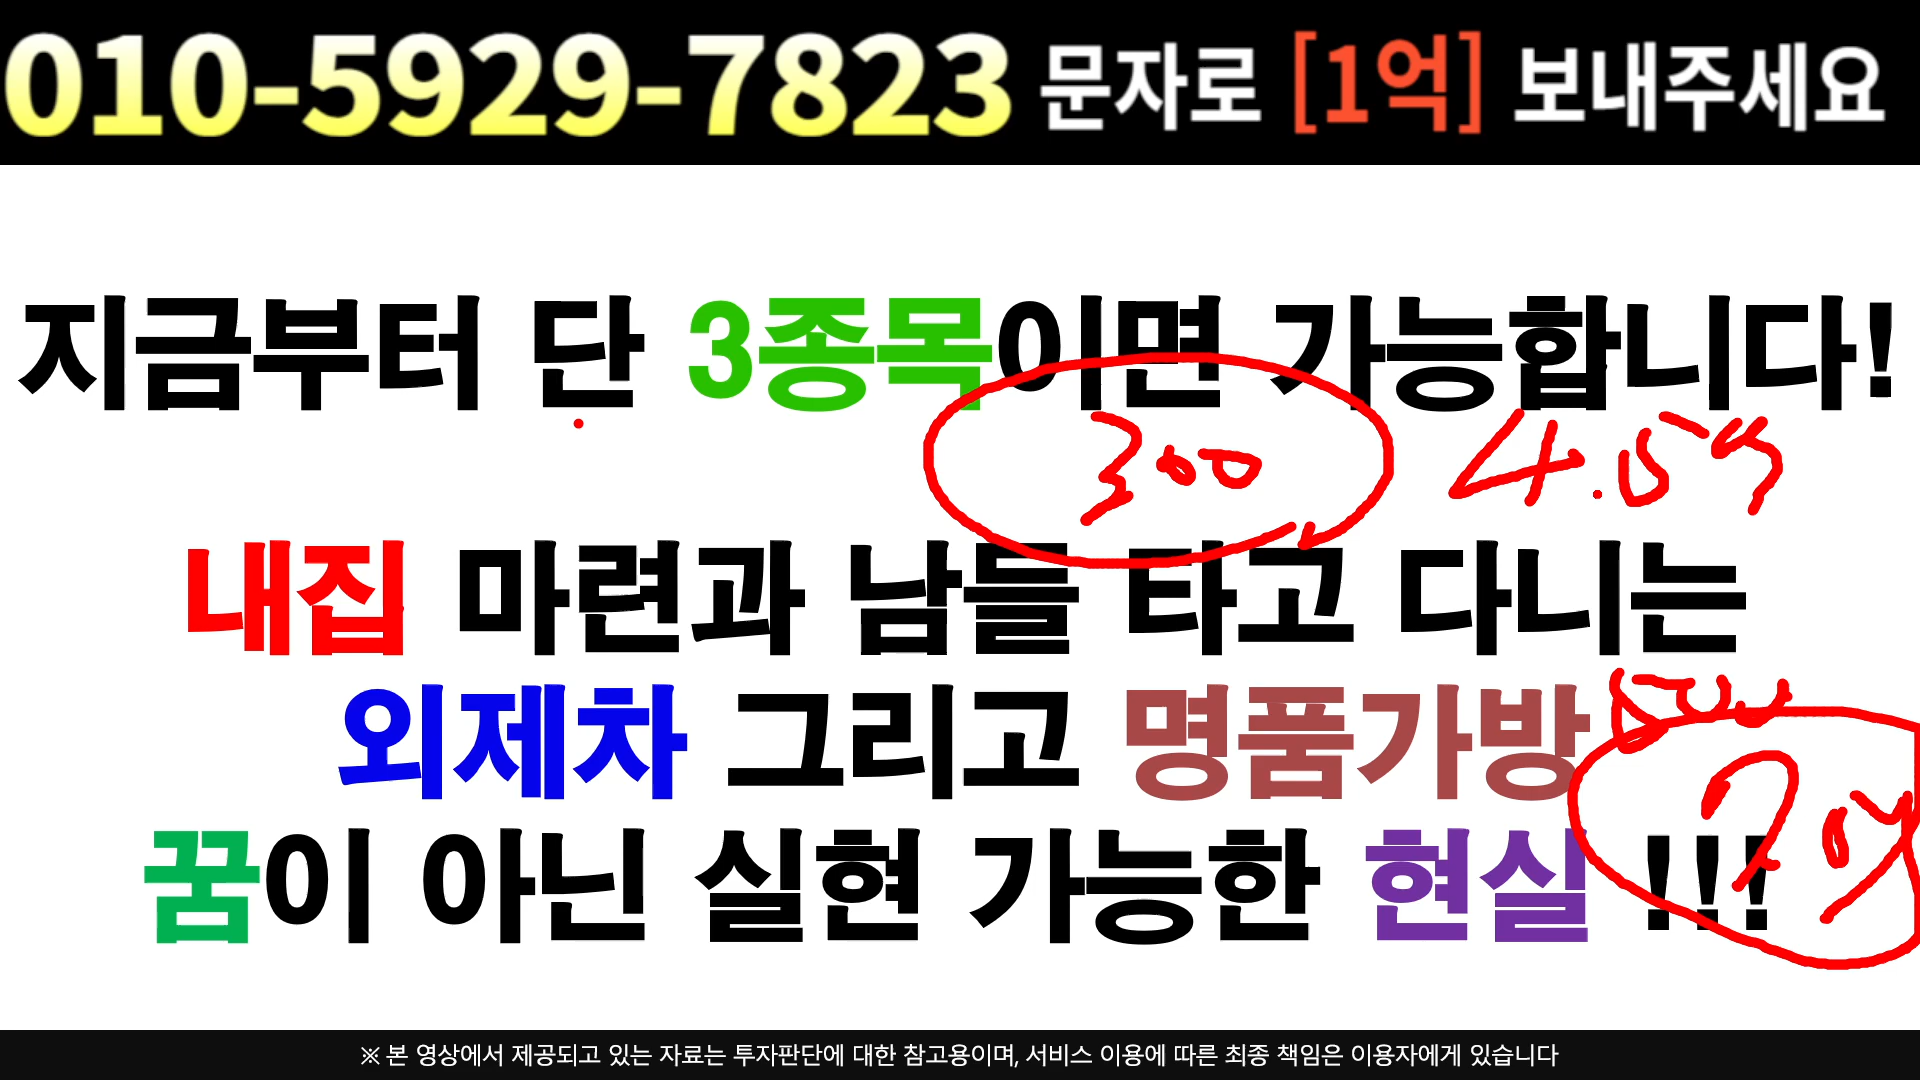 010-5929-7823 문자로 [1억] 보내주세요
지금부터 단 3종목이면 가능합니다!
300
내집 마련과 남들 타고 다니는
외제차 그리고 명품가방
꿈이 아닌 실현 가능한 현실 !!!
※ 본 영상에서 제공되고 있는 자료는 투자판단에 대한 참고용이며, 서비스 이용에 따른 최종 책임은 이용자에게 있습니다